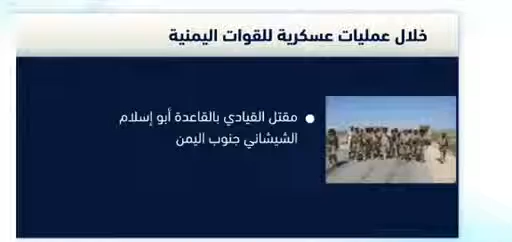 خلال عمليات عسكرية للقوات اليمنية
مقتل القيادي بالقاعدة أبو إسلام
الشيشاني جنوب اليمن